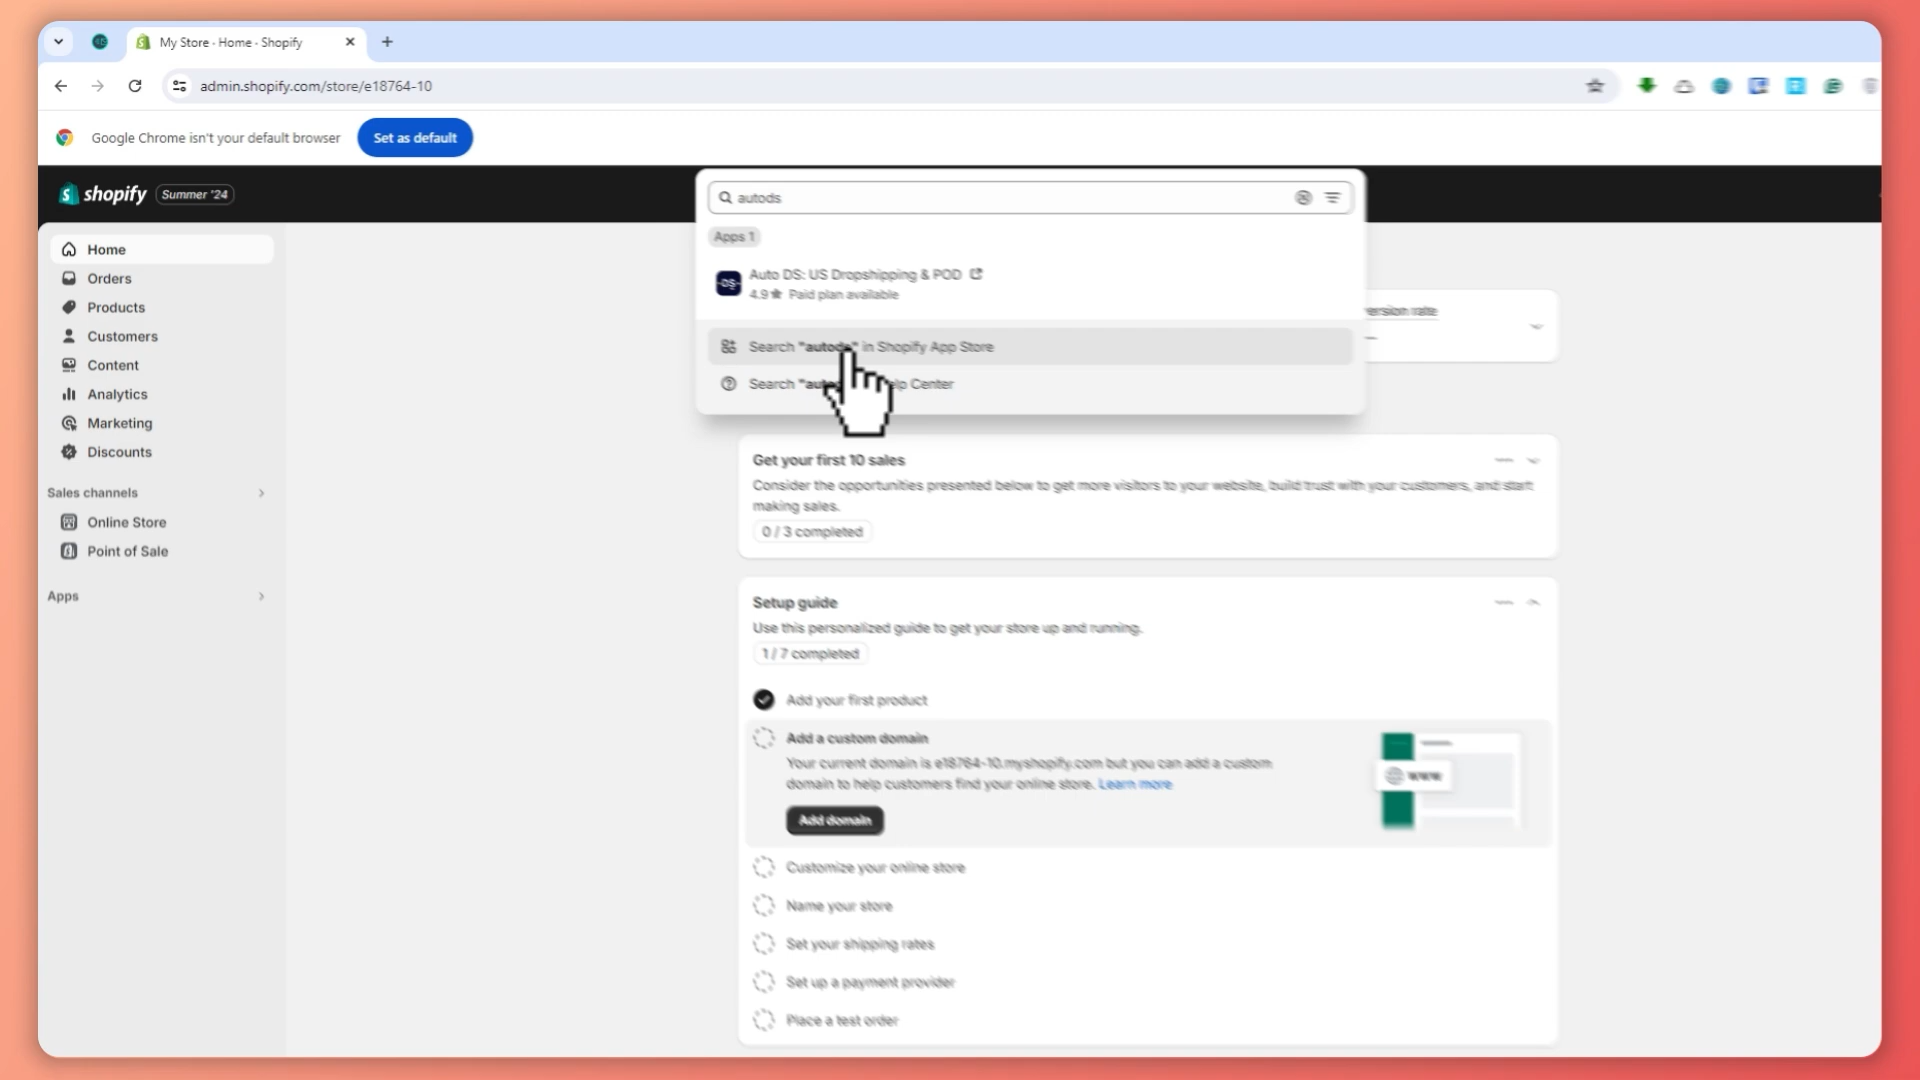 My Store · Home · Shopify
admin.shopify.com/store/e18764-10
Google Chrome isn't your default browser
Set as default
shopify
Summer '24
autods
Apps 1
Auto DS: US Dropshipping & POD
4.9★ Paid plan available
Search "autods" in Shopify App Store
Search Center
ersion rate
Home
Orders
Products
Customers
Content
Analytics
Marketing
Discounts
Sales channels
Online Store
Point of Sale
Apps
Get your first 10 sales
Consider the opportunities presented below to get more visitors to your website, build trust with your customers, and start
making sales.
0 / 3 completed
Setup guide
Use this personalized guide to get your store up and running.
1 / 7 completed
Add your first product
Add a custom domain
Your current domain is e18764-10.myshopify.com but you can add a custom
domain to help customers find your online store. Learn more
Add domain
www
Customize your online store
Name your store
Set your shipping rates
Set up a payment provider
Place a test order